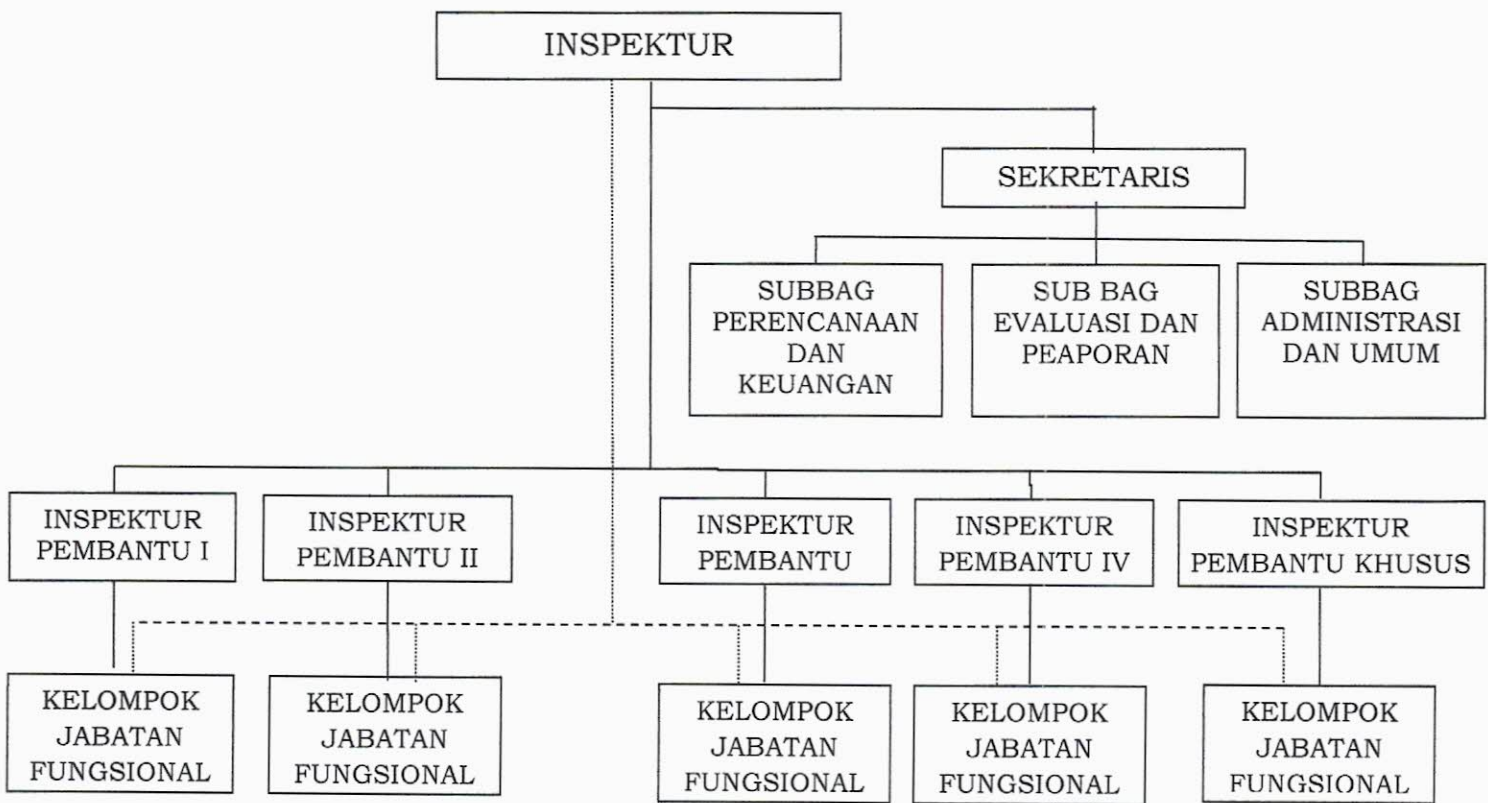 INSPEKTUR
SEKRETARIS
SUBBAG
PERENCANAAN
DAN
KEUANGAN
SUB BAG
EVALUASI DAN
PEAPORAN
SUBBAG
ADMINISTRASI
DAN UMUM
INSPEKTUR
PEMBANTU I
INSPEKTUR
PEMBANTU II
INSPEKTUR
PEMBANTU
INSPEKTUR
PEMBANTU IV
INSPEKTUR
PEMBANTU KHUSUS
KELOMPOK
JABATAN
FUNGSIONAL
KELOMPOK
JABATAN
FUNGSIONAL
KELOMPOK
JABATAN
FUNGSIONAL
KELOMPOK
JABATAN
FUNGSIONAL
KELOMPOK
JABATAN
FUNGSIONAL